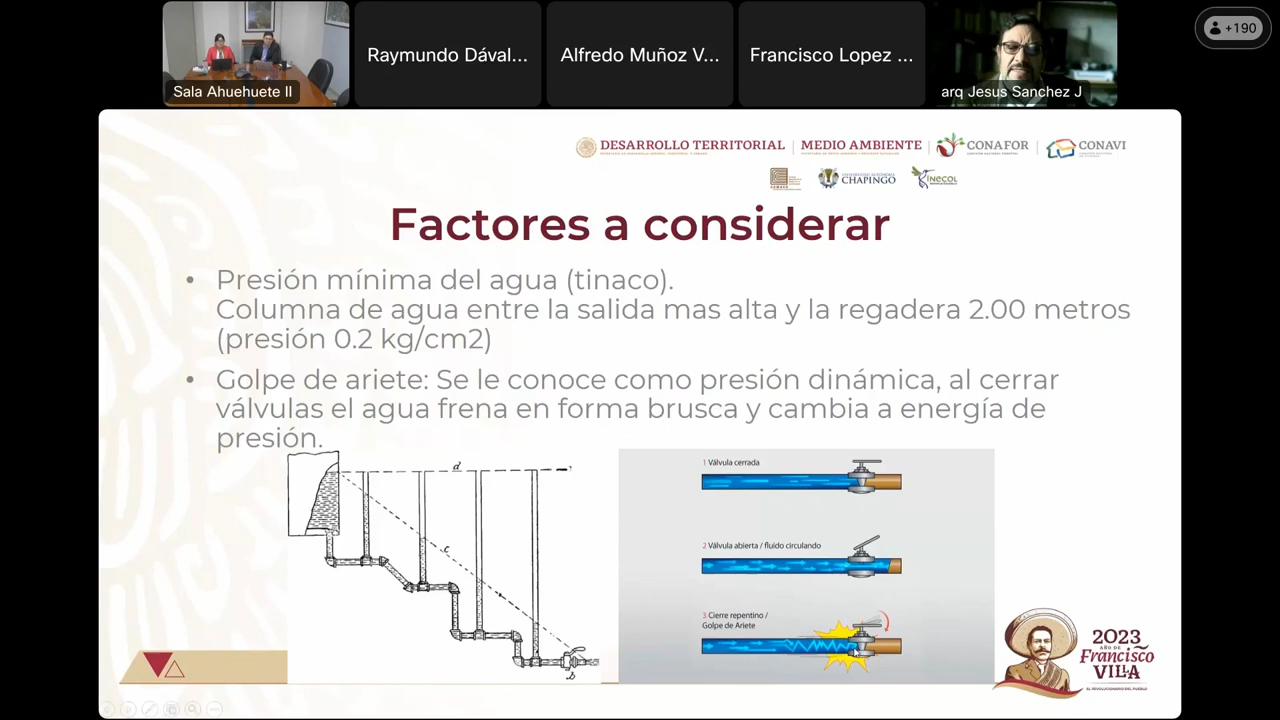 Raymundo Dával...
Alfredo Muñoz V...
Francisco Lopez ...
+190
Sala Ahuehuete II
arq Jesus Sanchez J
DESARROLLO TERRITORIAL
MEDIO AMBIENTE
CONAFOR
CONAVI
CHAPINGO
INECOL
Factores a considerar
• Presión mínima del agua (tinaco).
Columna de agua entre la salida mas alta y la regadera 2.00 metros
(presión 0.2 kg/cm2)
• Golpe de ariete: Se le conoce como presión dinámica, al cerrar
válvulas el agua frena en forma brusca y cambia a energía de
presión.
d
c
b
1 Válvula cerrada
2 Válvula abierta / fluido circulando
3 Cierre repentino /
Golpe de Ariete
2023
AÑO DE
Francisco
VILLA
EL REVOLUCIONARIO DEL PUEBLO